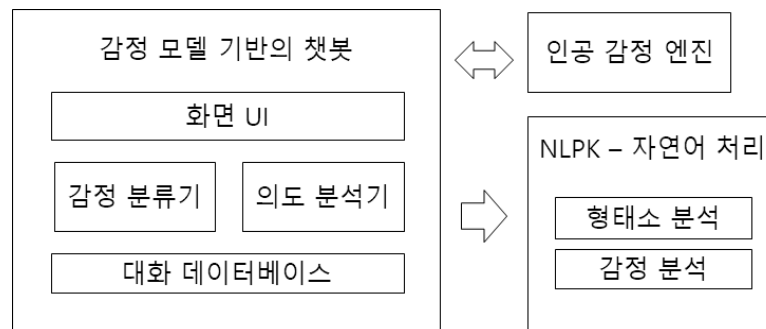 감정 모델 기반의 챗봇
화면 UI
감정 분류기
의도 분석기
대화 데이터베이스
인공 감정 엔진
NLPK – 자연어 처리
형태소 분석
감정 분석